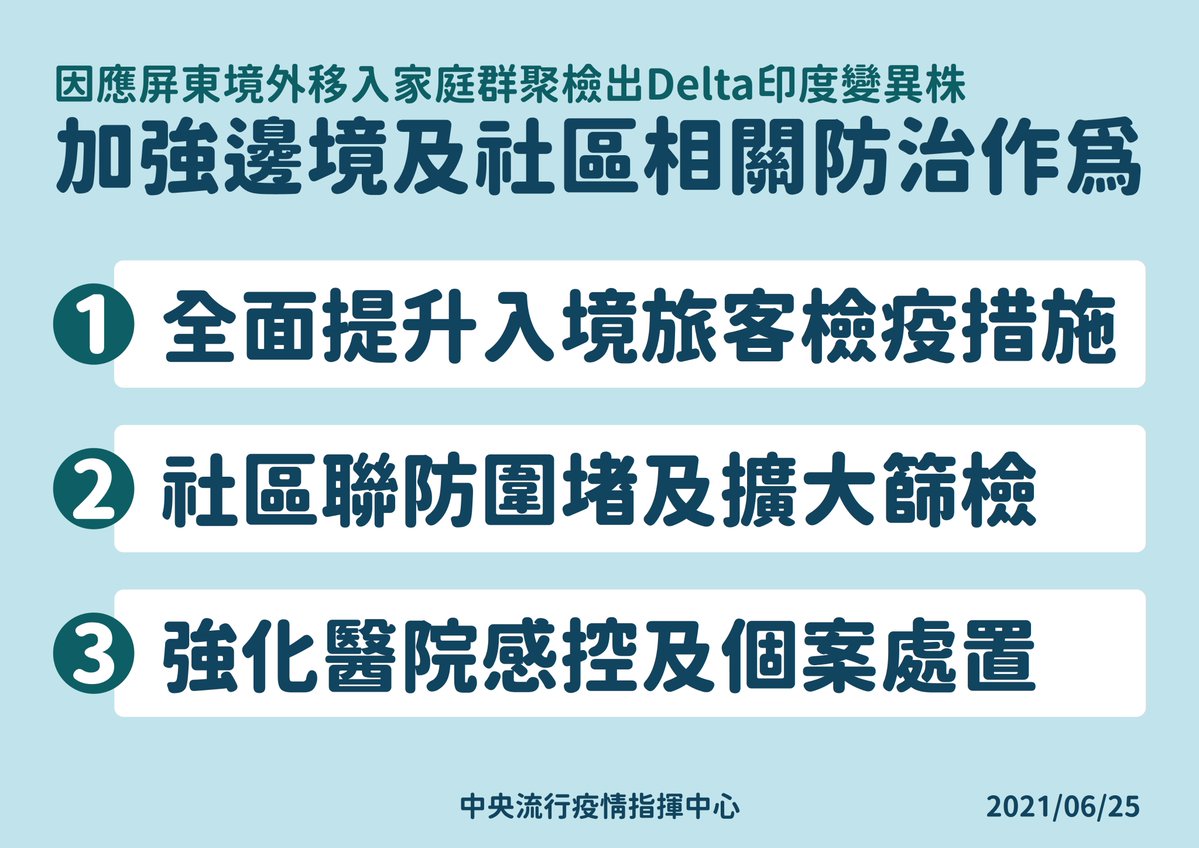 因應屏東境外移入家庭群聚檢出Delta印度變異株
加強邊境及社區相關防治作為
1 全面提升入境旅客檢疫措施
2 社區聯防圍堵及擴大篩檢
3 強化醫院感控及個案處置
中央流行疫情指揮中心 2021/06/25